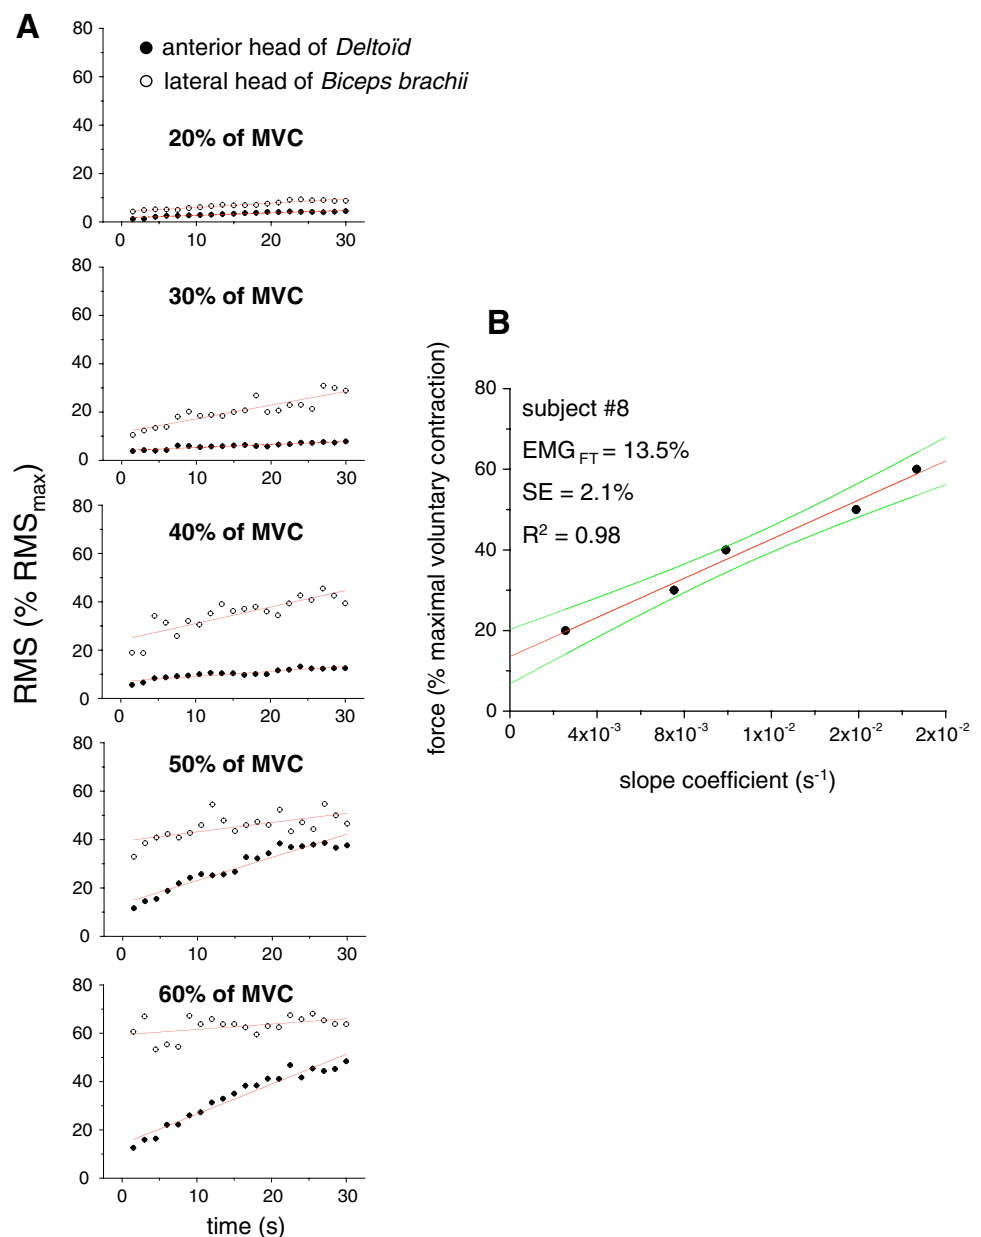 A
80
60
40
20
0
anterior head of Deltoïd
lateral head of Biceps brachii
20% of MVC
0 10 20 30
80
60
40
20
0
30% of MVC
0 10 20 30
80
60
40
20
0
40% of MVC
0 10 20 30
80
60
40
20
0
50% of MVC
0 10 20 30
80
60
40
20
0
60% of MVC
0 10 20 30
time (s)
RMS (% RMSmax)
B
force (% maximal voluntary contraction)
80
60
40
20
0
subject #8
EMG FT = 13.5%
SE = 2.1%
R² = 0.98
0 4x10⁻³ 8x10⁻³ 1x10⁻² 2x10⁻² 2x10⁻²
slope coefficient (s⁻¹)